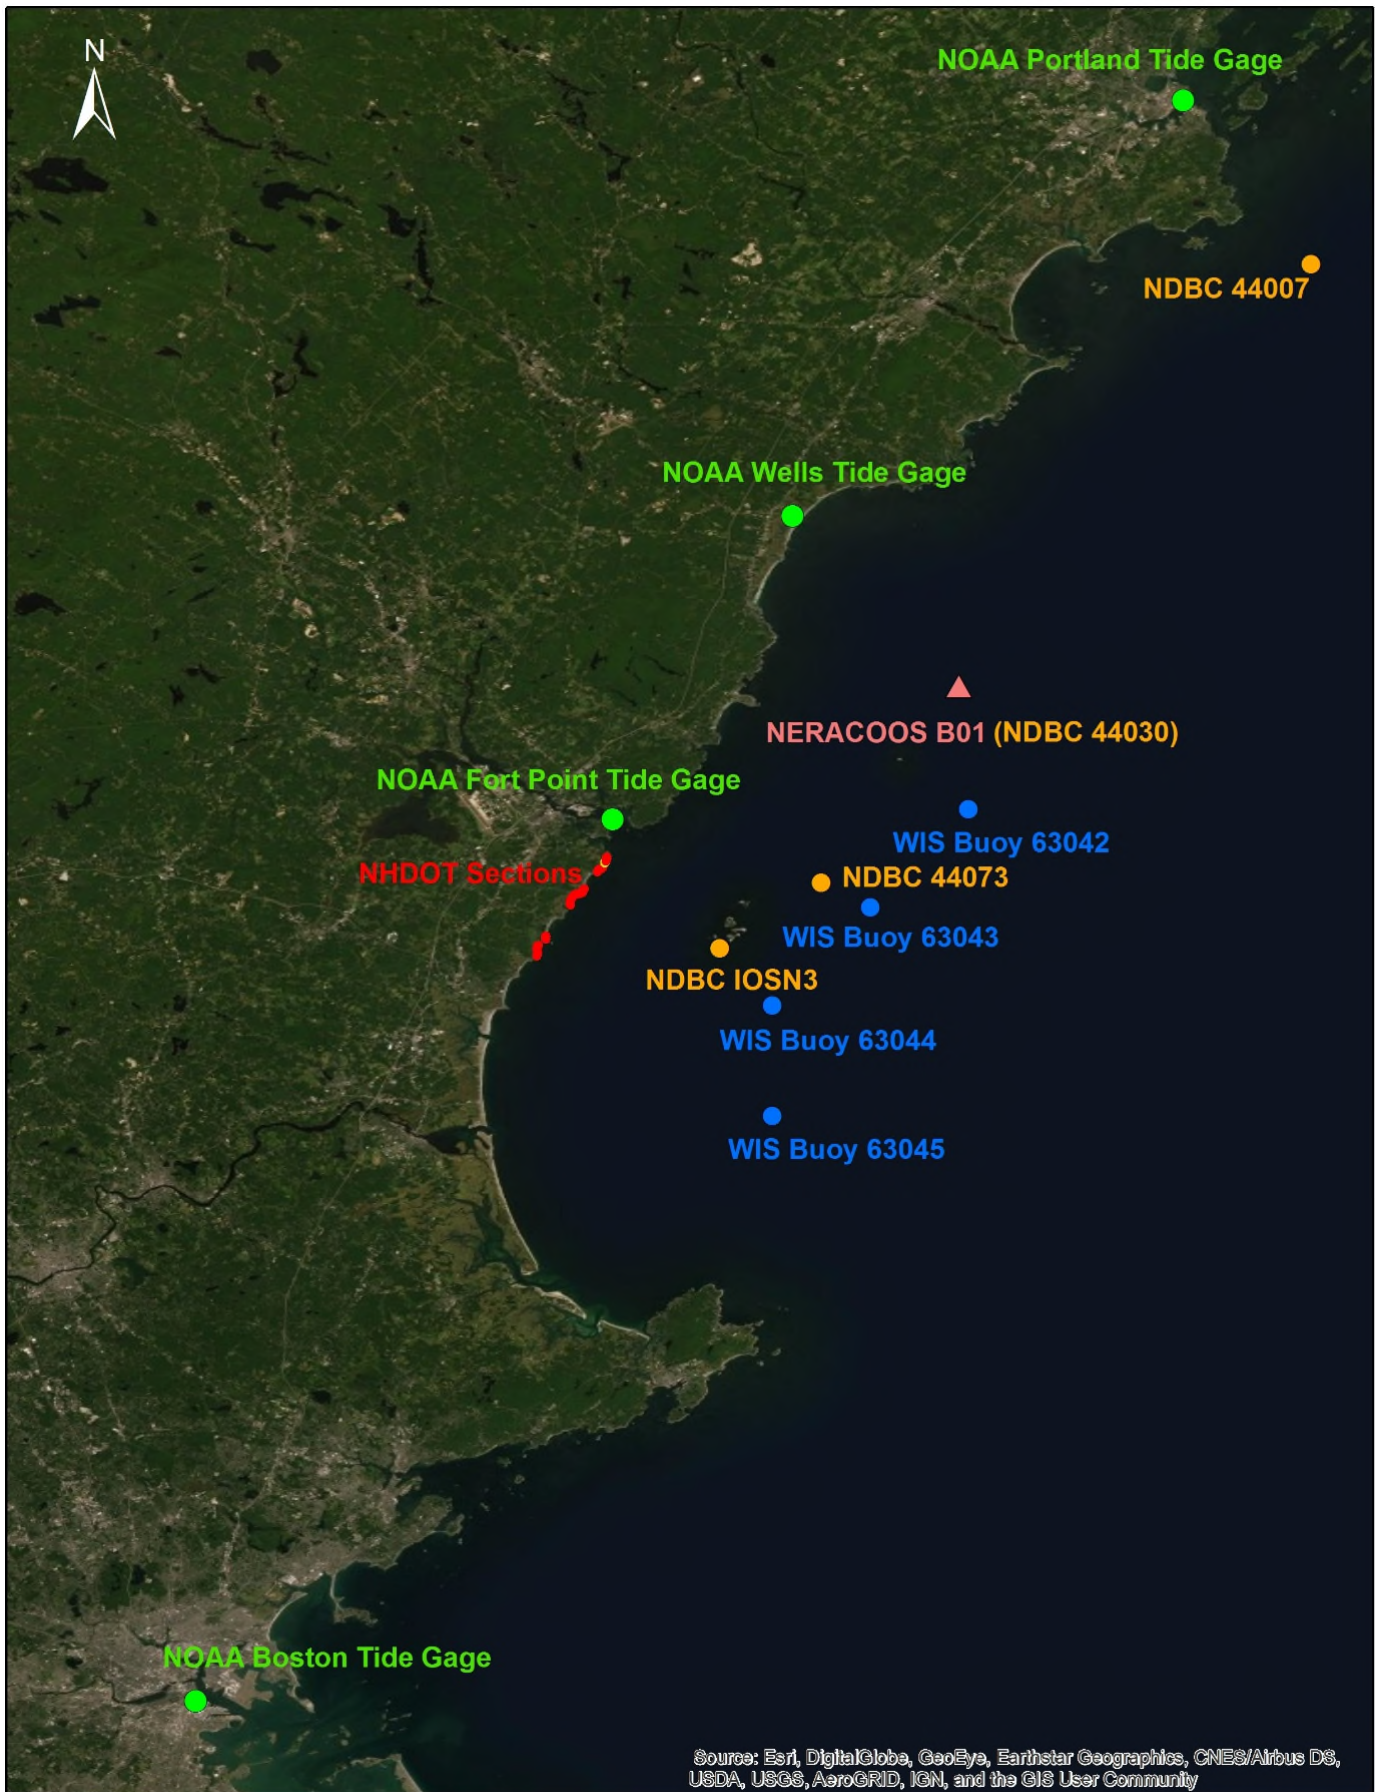 N
NOAA Portland Tide Gage
NDBC 44007
NOAA Wells Tide Gage
NERACOOS B01 (NDBC 44030)
NOAA Fort Point Tide Gage
WIS Buoy 63042
NHDOT Sections
NDBC 44073
WIS Buoy 63043
NDBC IOSN3
WIS Buoy 63044
WIS Buoy 63045
NOAA Boston Tide Gage
Source: Esri, DigitalGlobe, GeoEye, Earthstar Geographics, CNES/Airbus DS,
USDA, USGS, AeroGRID, IGN, and the GIS User Community